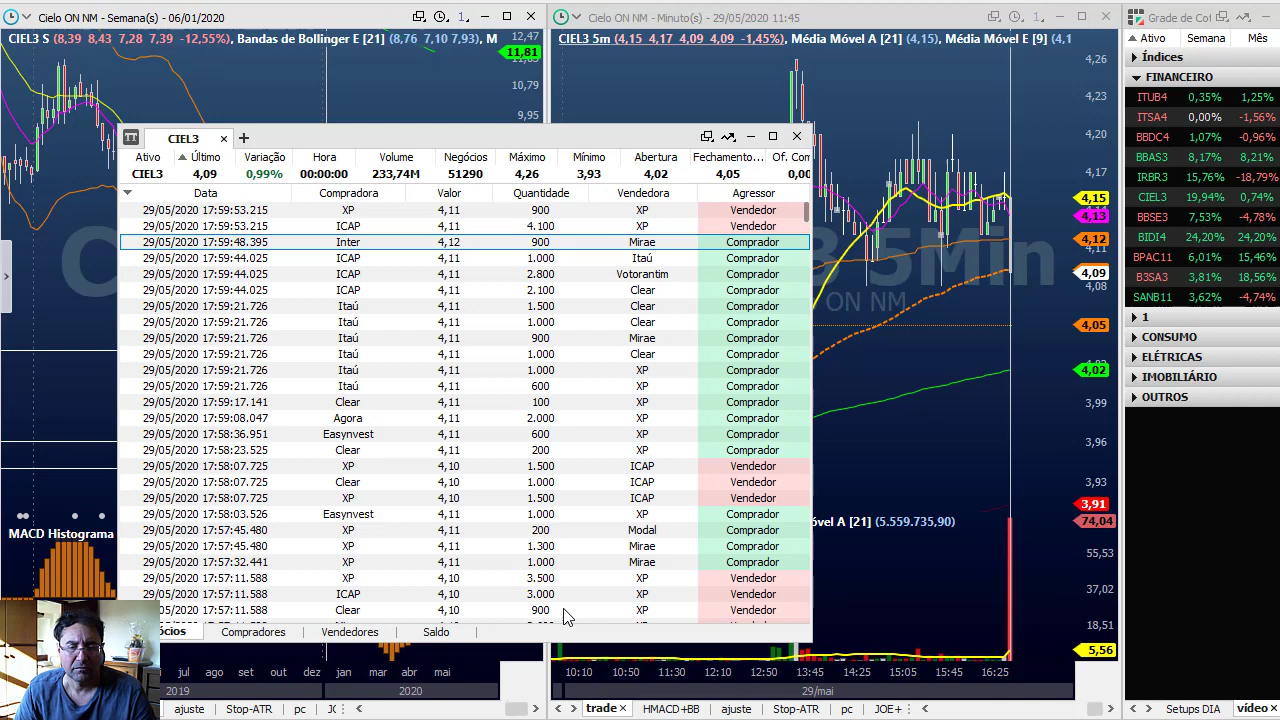 Cielo ON NM - Semana(s) - 06/01/2020
CIEL3 S (8,39 8,43 7,28 7,39 -12,55%), Bandas de Bollinger E [21] (8,76 7,10 7,93), M
12,47
11,81
10,79
9,95
MACD Histograma
jul ago set nov jan mar mai
2019 2020
ajuste Stop-ATR pc
CIEL3
Ativo Último Variação Hora Volume Negócios Máximo Mínimo Abertura Fechamento... Of. Com
CIEL3 4,09 0,99% 00:00:00 233,74M 51290 4,26 3,93 4,02 4,05 0,00
Data Compradora Valor Quantidade Vendedora Agressor
29/05/2020 17:59:53.215 XP 4,11 900 XP Vendedor
29/05/2020 17:59:53.215 ICAP 4,11 4.100 XP Vendedor
29/05/2020 17:59:48.395 Inter 4,12 900 Mirae Comprador
29/05/2020 17:59:44.025 ICAP 4,11 1.000 Itaú Comprador
29/05/2020 17:59:44.025 ICAP 4,11 2.800 Votorantim Comprador
29/05/2020 17:59:44.025 ICAP 4,11 2.100 Clear Comprador
29/05/2020 17:59:21.726 Itaú 4,11 1.500 Clear Comprador
29/05/2020 17:59:21.726 Itaú 4,11 1.000 Clear Comprador
29/05/2020 17:59:21.726 Itaú 4,11 900 Mirae Comprador
29/05/2020 17:59:21.726 Itaú 4,11 1.000 Clear Comprador
29/05/2020 17:59:21.726 Itaú 4,11 1.000 XP Comprador
29/05/2020 17:59:21.726 Itaú 4,11 600 XP Comprador
29/05/2020 17:59:17.141 Clear 4,11 100 XP Comprador
29/05/2020 17:59:08.047 Agora 4,11 2.000 XP Comprador
29/05/2020 17:58:36.951 Easynvest 4,11 600 XP Comprador
29/05/2020 17:58:23.525 Clear 4,11 200 XP Comprador
29/05/2020 17:58:07.725 XP 4,10 1.500 ICAP Vendedor
29/05/2020 17:58:07.725 Clear 4,10 1.000 ICAP Vendedor
29/05/2020 17:58:07.725 XP 4,10 1.500 ICAP Vendedor
29/05/2020 17:58:03.526 Easynvest 4,11 1.000 XP Comprador
29/05/2020 17:57:45.480 XP 4,11 200 Modal Comprador
29/05/2020 17:57:45.480 XP 4,11 1.300 Mirae Comprador
29/05/2020 17:57:32.441 XP 4,11 1.000 Mirae Comprador
29/05/2020 17:57:11.588 XP 4,10 3.500 XP Vendedor
29/05/2020 17:57:11.588 ICAP 4,10 3.000 XP Vendedor
29/05/2020 17:57:11.588 Clear 4,10 900 XP Vendedor
ócios Compradores Vendedores Saldo
Cielo ON NM - Minuto(s) - 29/05/2020 11:45
CIEL3 5m (4,15 4,17 4,09 4,09 -1,45%), Média Móvel A [21] (4,15), Média Móvel E [9] (4,1
3 5Min
ON NM
4,26
4,23
4,20
4,17
4,15
4,13
4,12
4,09
4,08
4,05
4,02
3,99
3,96
3,93
3,91
óvel A [21] (5.559.735,90)
74,04
55,53
37,02
18,51
5,56
10:10 10:50 11:30 12:10 12:50 13:45 14:25 15:05 15:45 16:25
29/mai
trade HMACD+BB ajuste Stop-ATR pc JOE+
Grade de Cot
Ativo Semana Mês
Índices
FINANCEIRO
ITUB4 0,35% 1,25%
ITSA4 0,00% -1,56%
BBDC4 1,07% -0,96%
BBAS3 8,17% 8,21%
IRBR3 15,76% -18,79%
CIEL3 19,94% 0,74%
BBSE3 7,53% -4,78%
BIDI4 24,20% 24,20%
BPAC11 6,01% 11,05%
B3SA3 3,81% 18,56%
SANB11 3,62% -4,74%
1
CONSUMO
ELÉTRICAS
IMOBILIÁRIO
OUTROS
Setups DIA vídeo